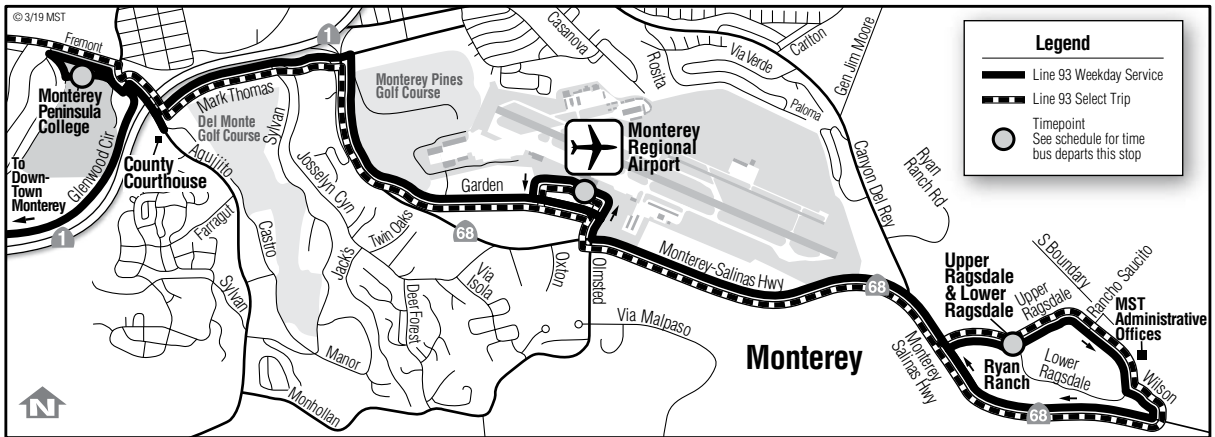 © 3/19 MST
Fremont
1
Monterey
Peninsula
College
To
Down-
Town
Monterey
Glenwood Cir
1
County
Courthouse
Mark Thomas
Del Monte
Golf Course
Aguijito
Sylvan
Josselyn Cyn
Farragut
Castro
Sylvan
Jacks
Twin Oaks
Deer Forest
Via
Isola
Manor
Monhollan
Monterey Pines
Golf Course
Garden
68
Oxton
Olmsted
Via Malpaso
Casanova
Rosita
Monterey
Regional
Airport
Via Verde
Carlton
Gen Jim Moore
Paloma
Canyon Del Rey
Ryan
Ranch Rd
Monterey-Salinas Hwy
68
Monterey
Monterey
Salinas Hwy
Upper
Ragsdale
& Lower
Ragsdale
Upper
Ragsdale
S.Boundary
Rancho Saucito
MST
Administrative
Offices
Ryan
Ranch
Lower
Ragsdale
Wilson
68
N
Legend
Line 93 Weekday Service
Line 93 Select Trip
Timepoint
See schedule for time
bus departs this stop